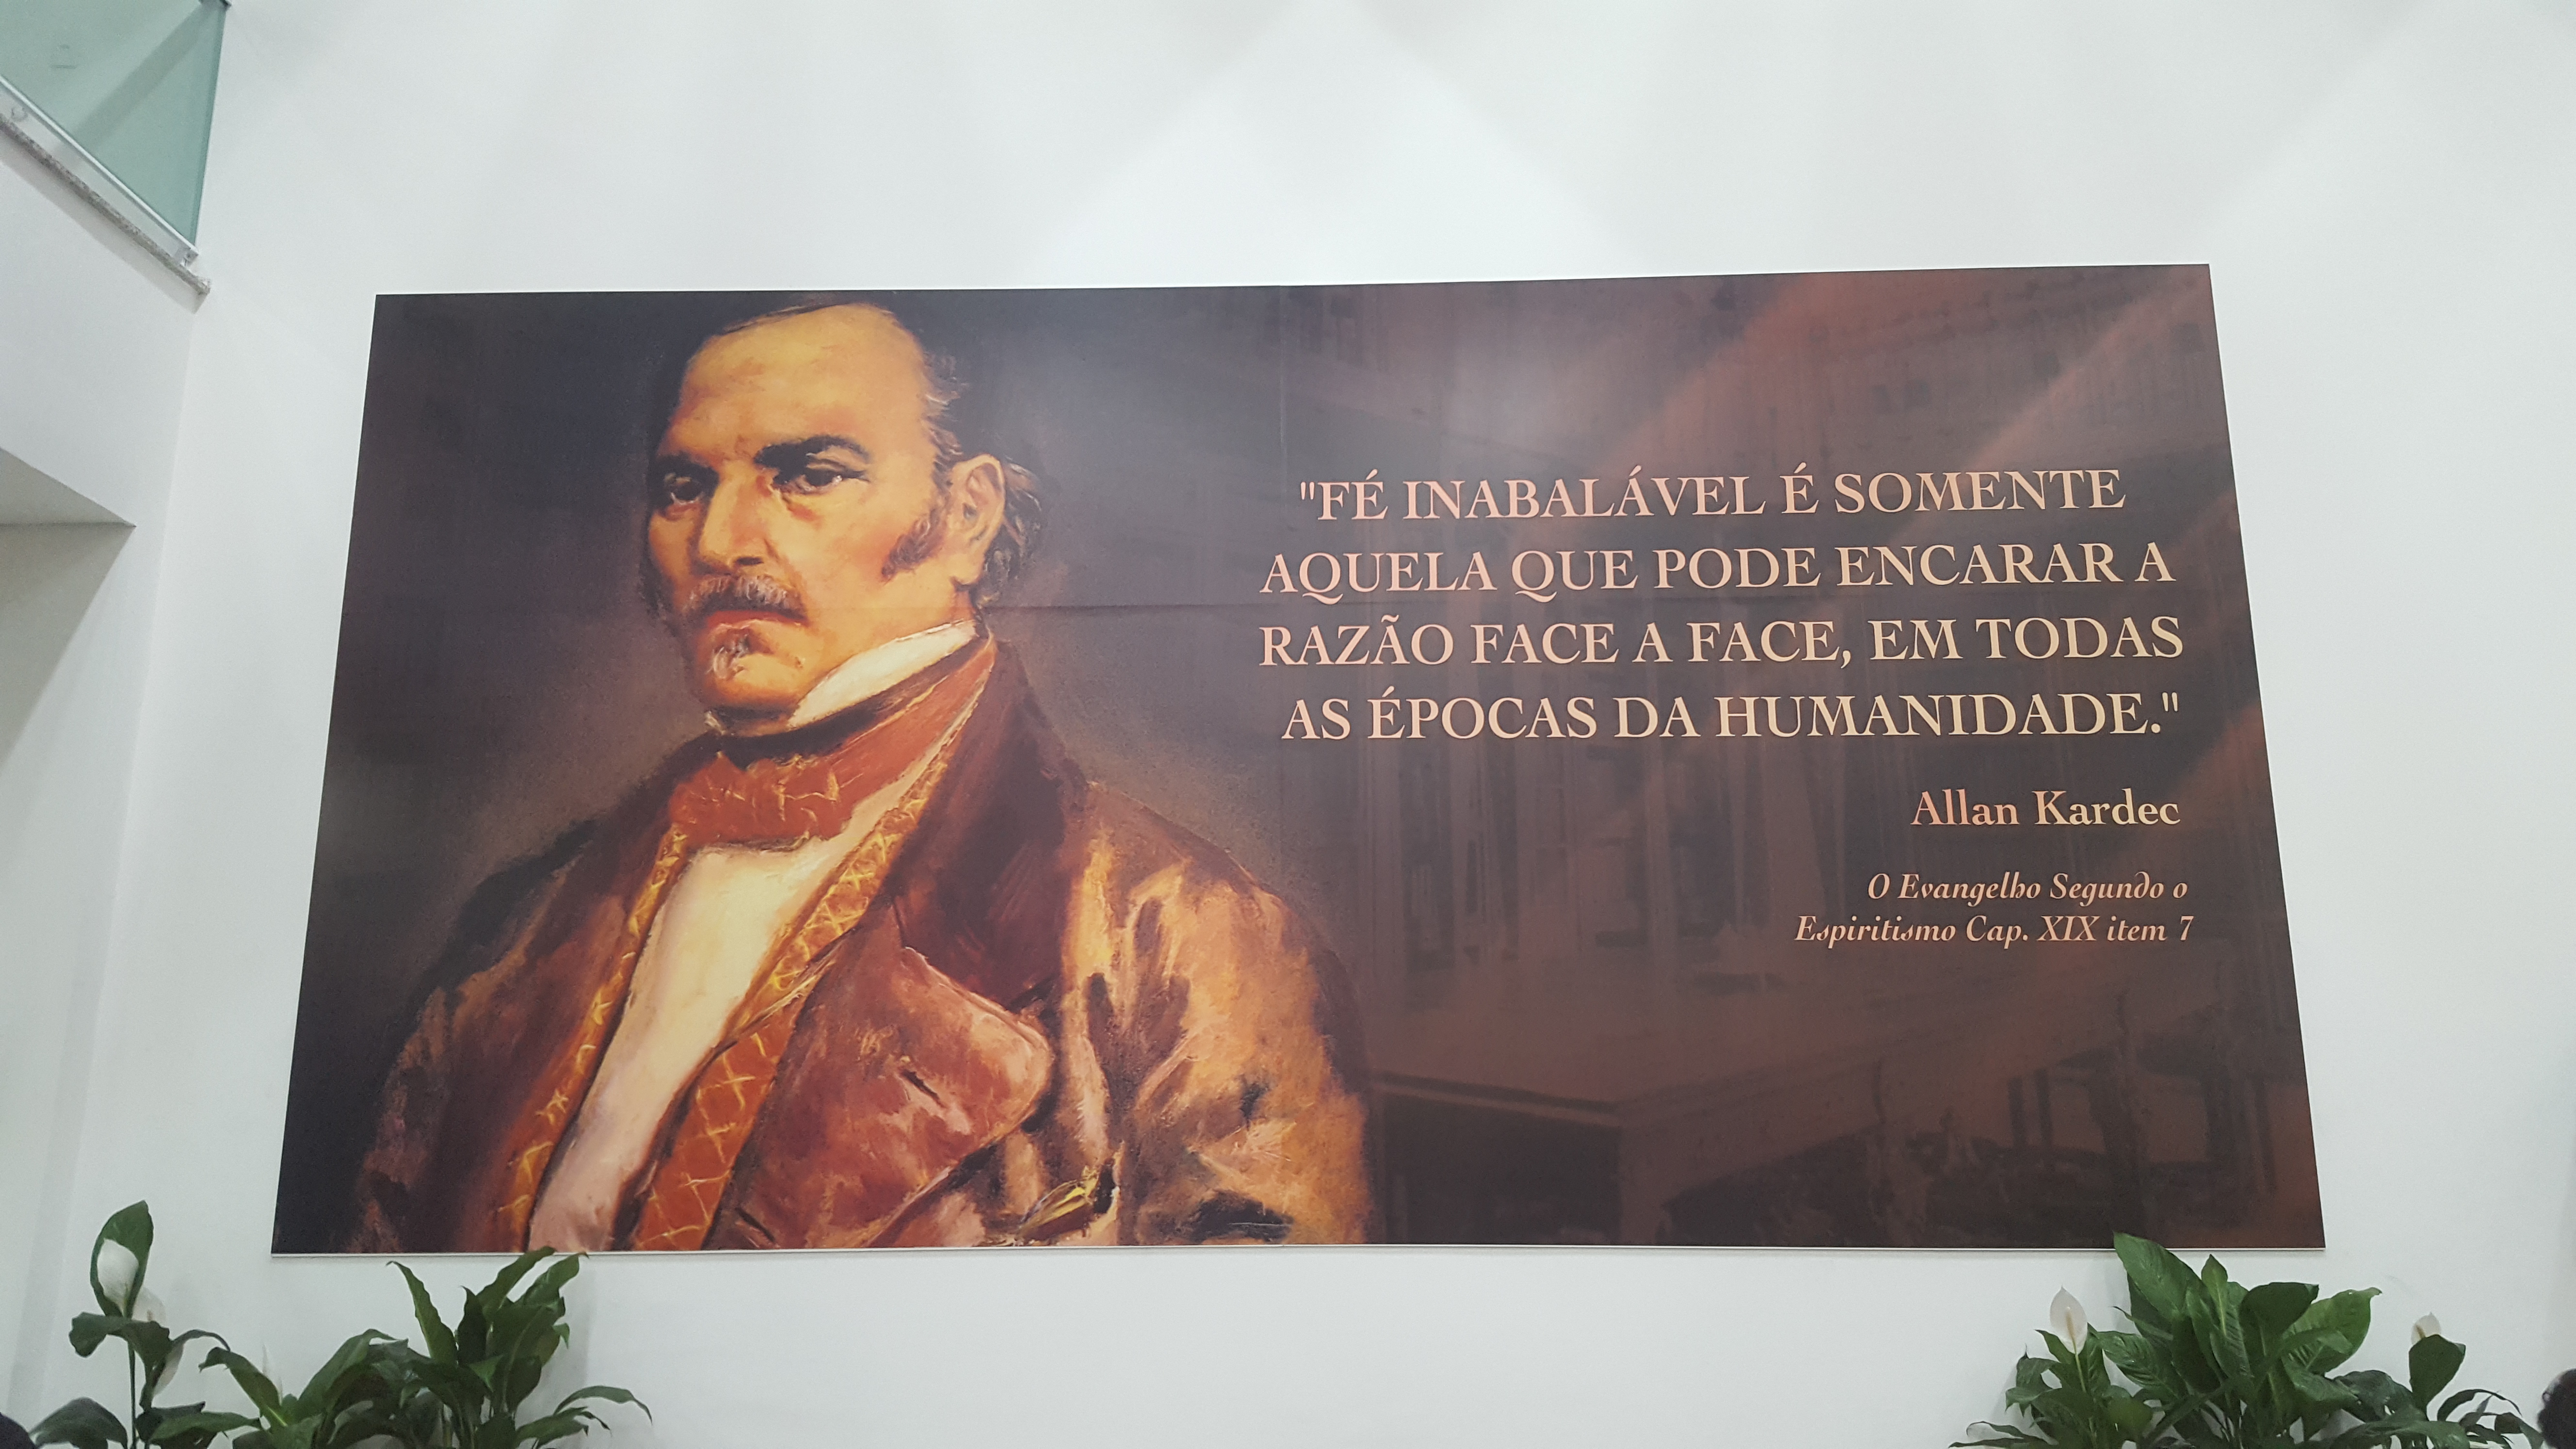 "FÉ INABALÁVEL É SOMENTE
AQUELA QUE PODE ENCARAR A
RAZÃO FACE A FACE, EM TODAS
AS ÉPOCAS DA HUMANIDADE."
Allan Kardec
O Evangelho Segundo o
Espiritismo Cap. XIX item 7